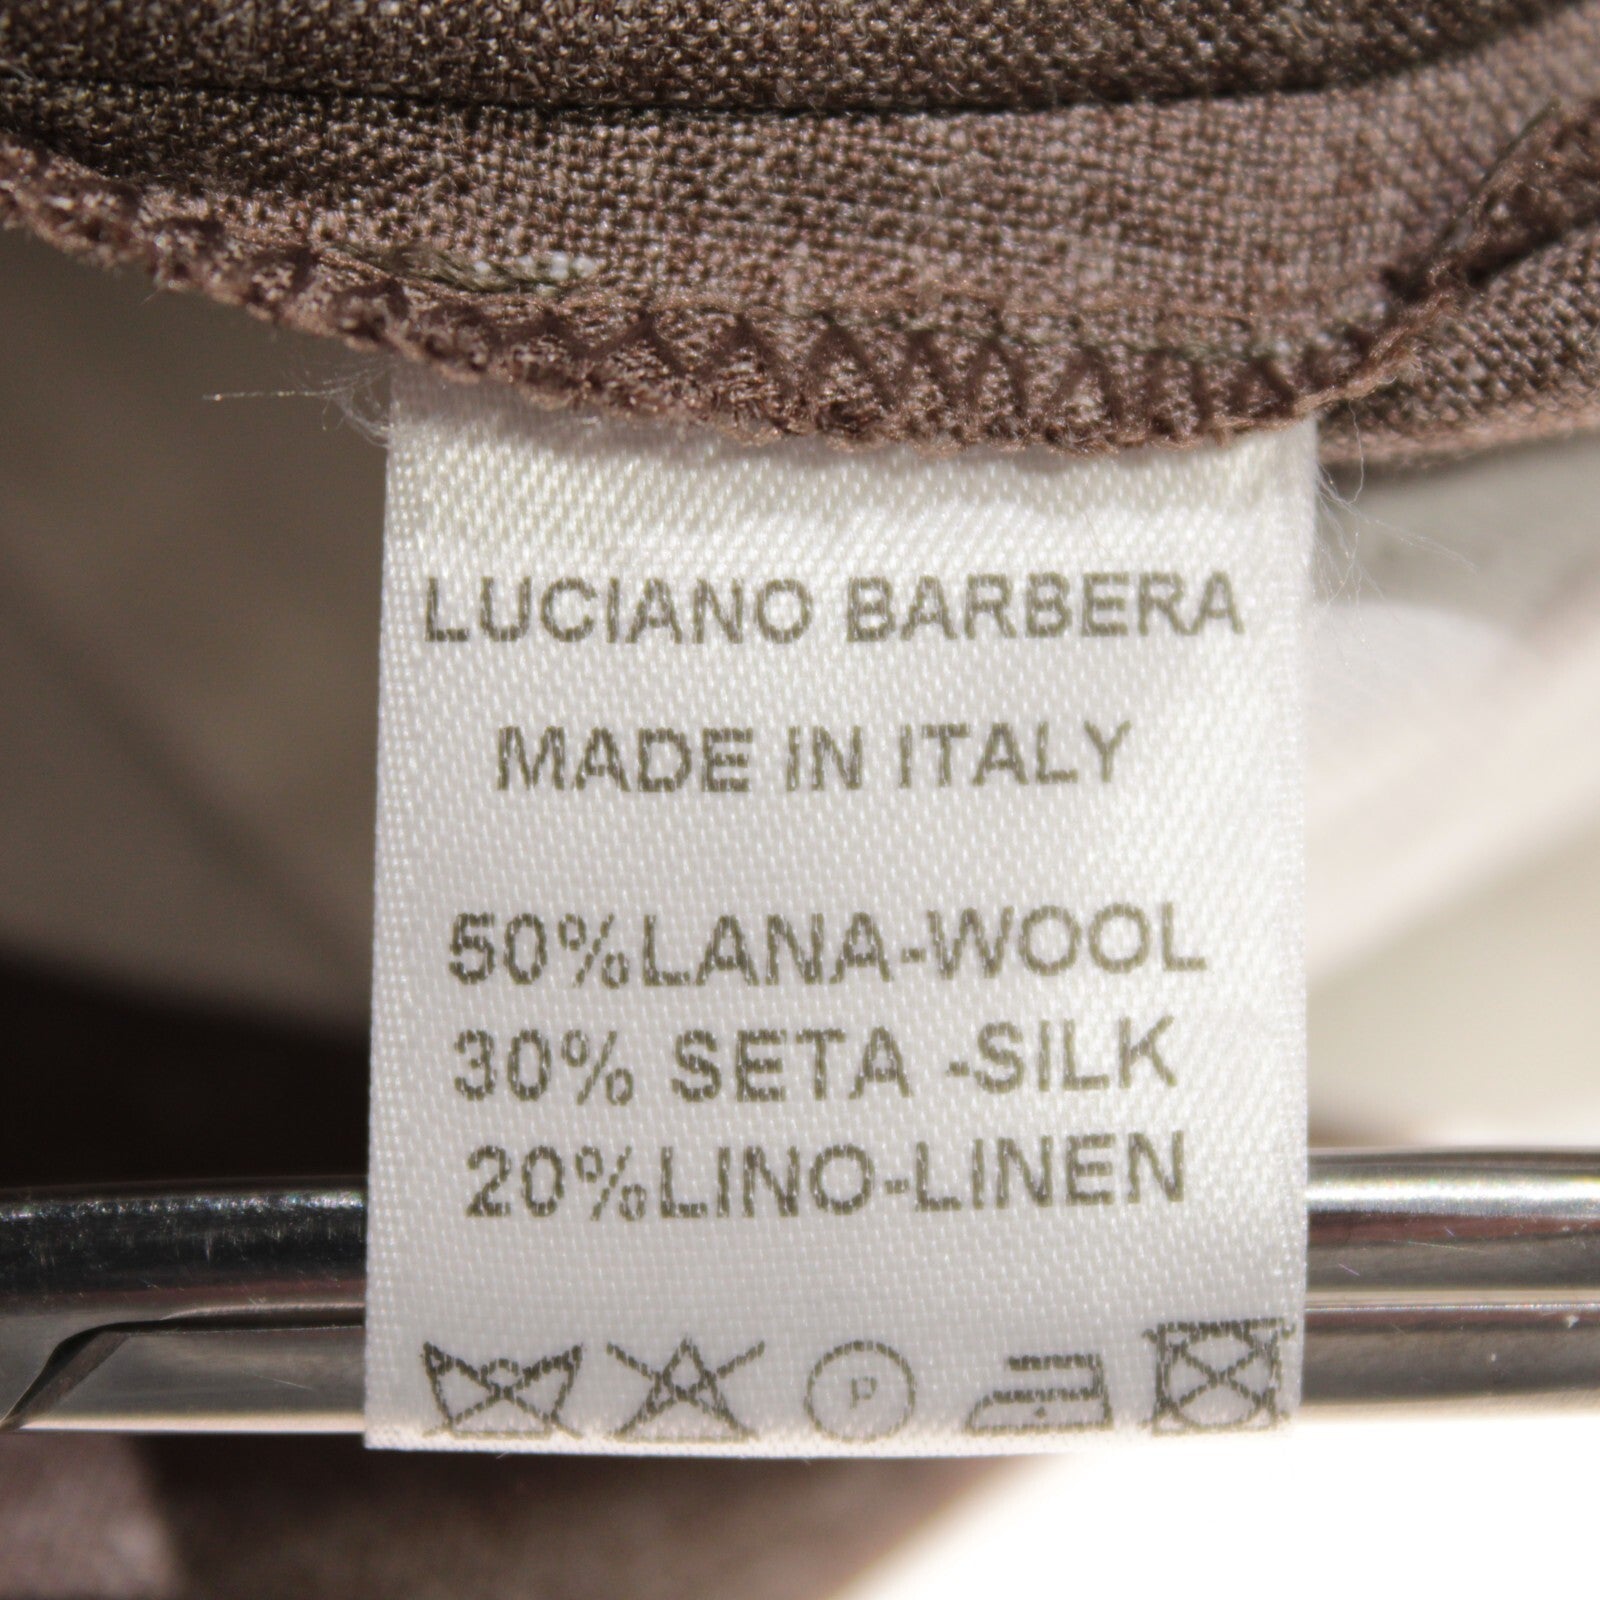 LUCIANO BARBERA
MADE IN ITALY
50%LANA-WOOL
30% SETA -SILK
20%LINO-LINEN
P